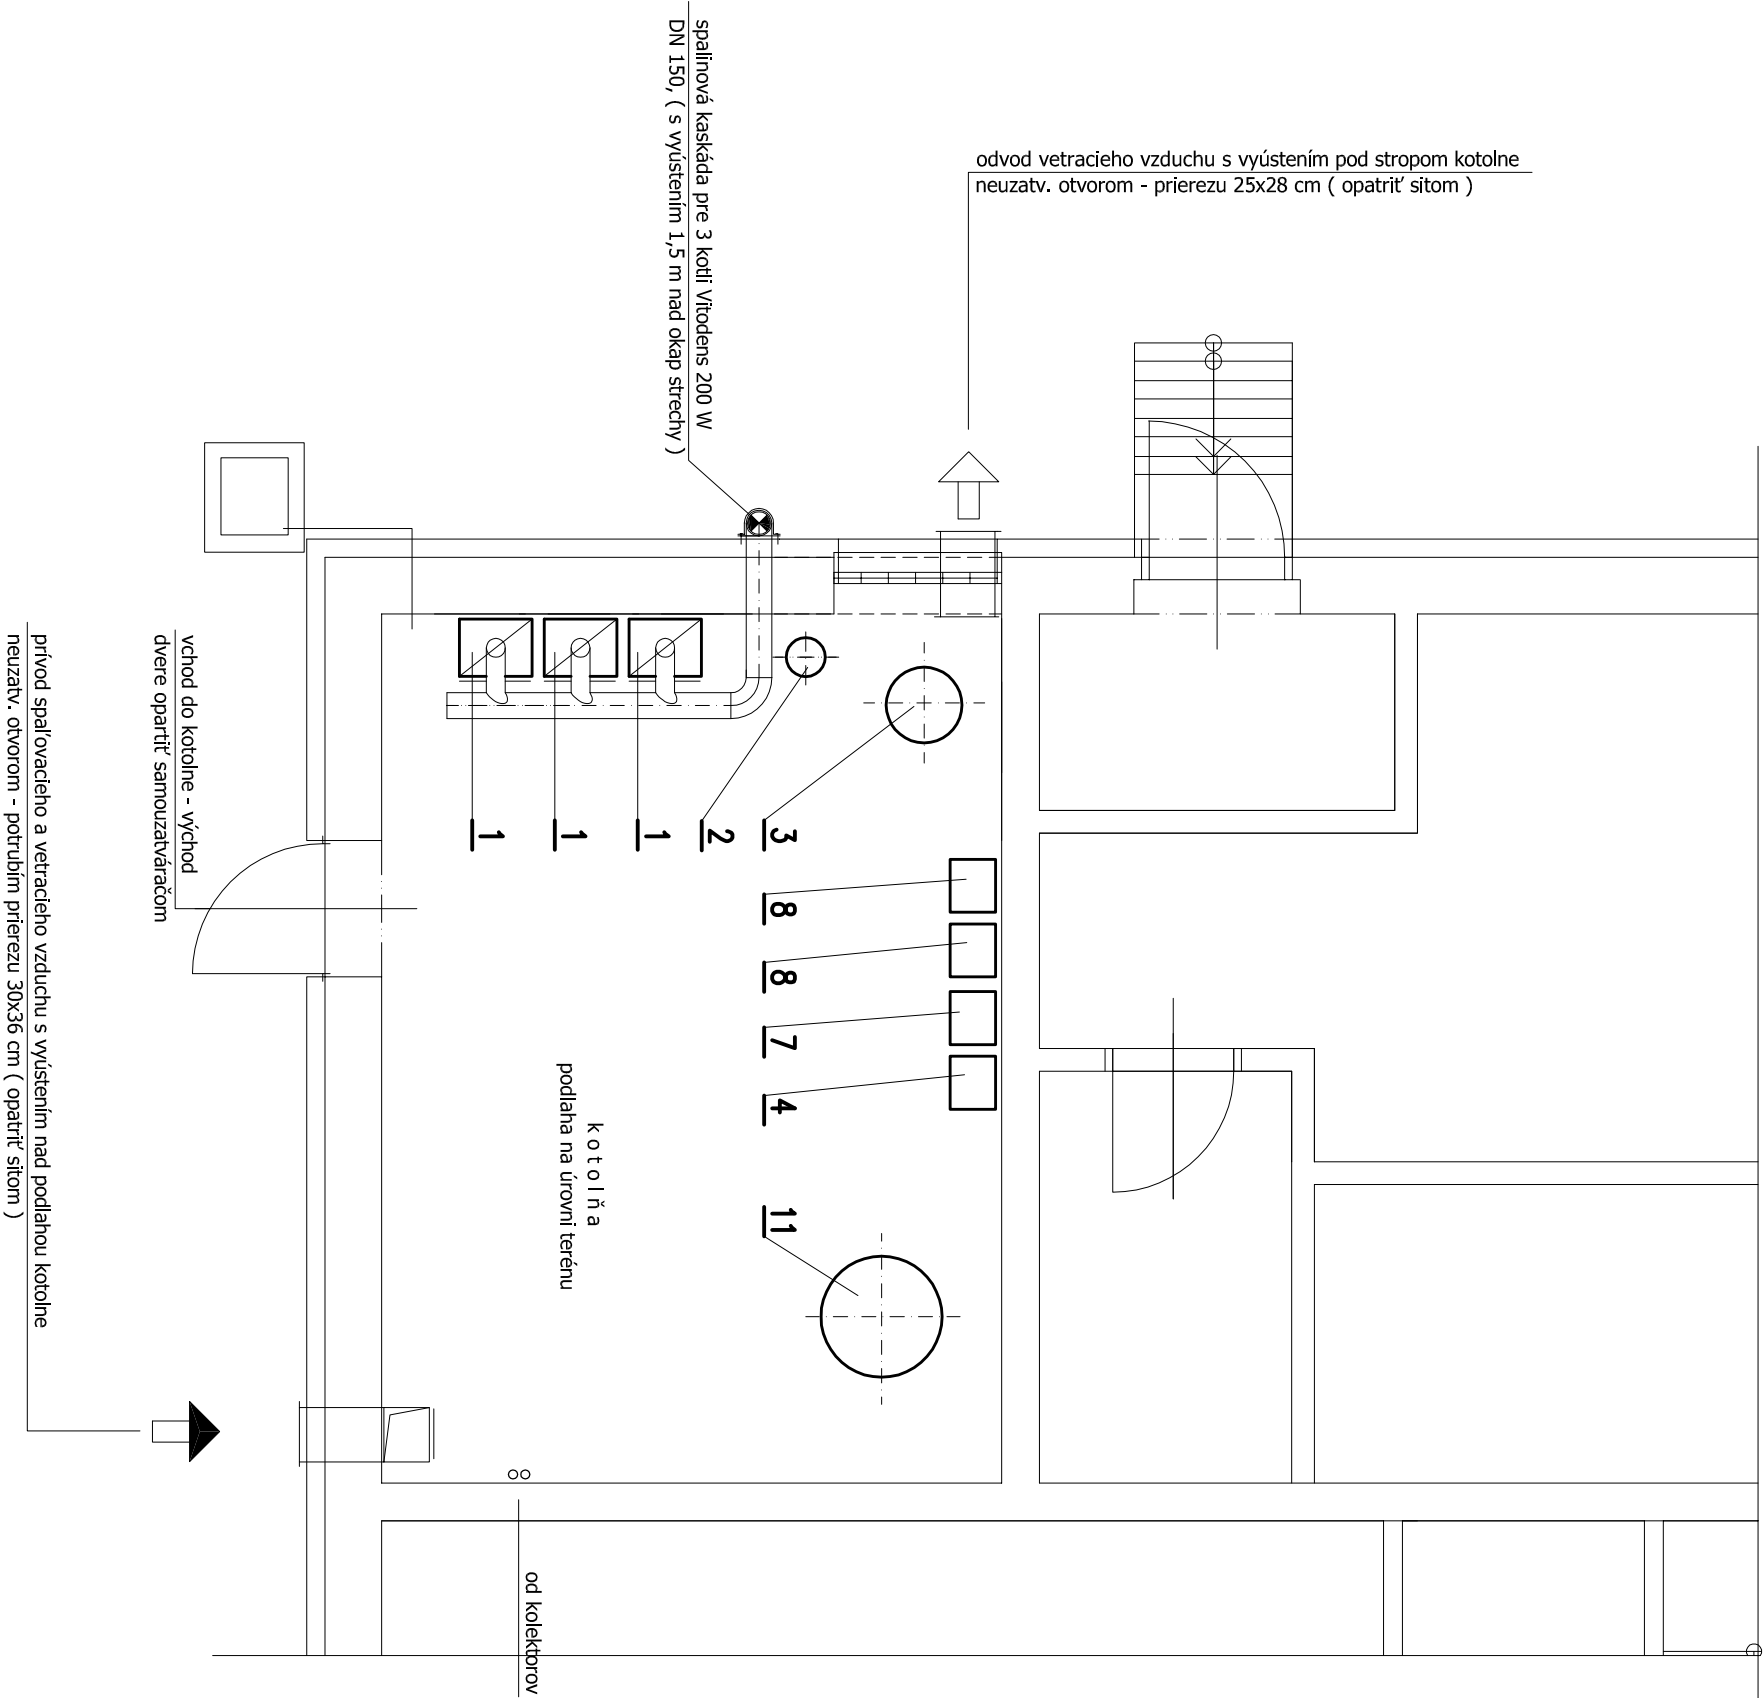 spalinová kaskáda pre 3 kotli Vitodens 200 W
DN 150, ( s vyústením 1,5 m nad okap strechy )
odvod vetracieho vzduchu s vyústením pod stropom kotolne
neuzatv. otvorom - prierezu 25x28 cm ( opatriť sitom )
vchod do kotolne - východ
dvere opartiť samouzatváračom
prívod spaľovacieho a vetracieho vzduchu s vyústením nad podlahou kotolne
neuzatv. otvorom - potrubím prierezu 30x36 cm ( opatriť sitom )
1
1
1
2
3
8
8
7
4
11
k o t o l ň a
podlaha na úrovni terénu
od kolektorov